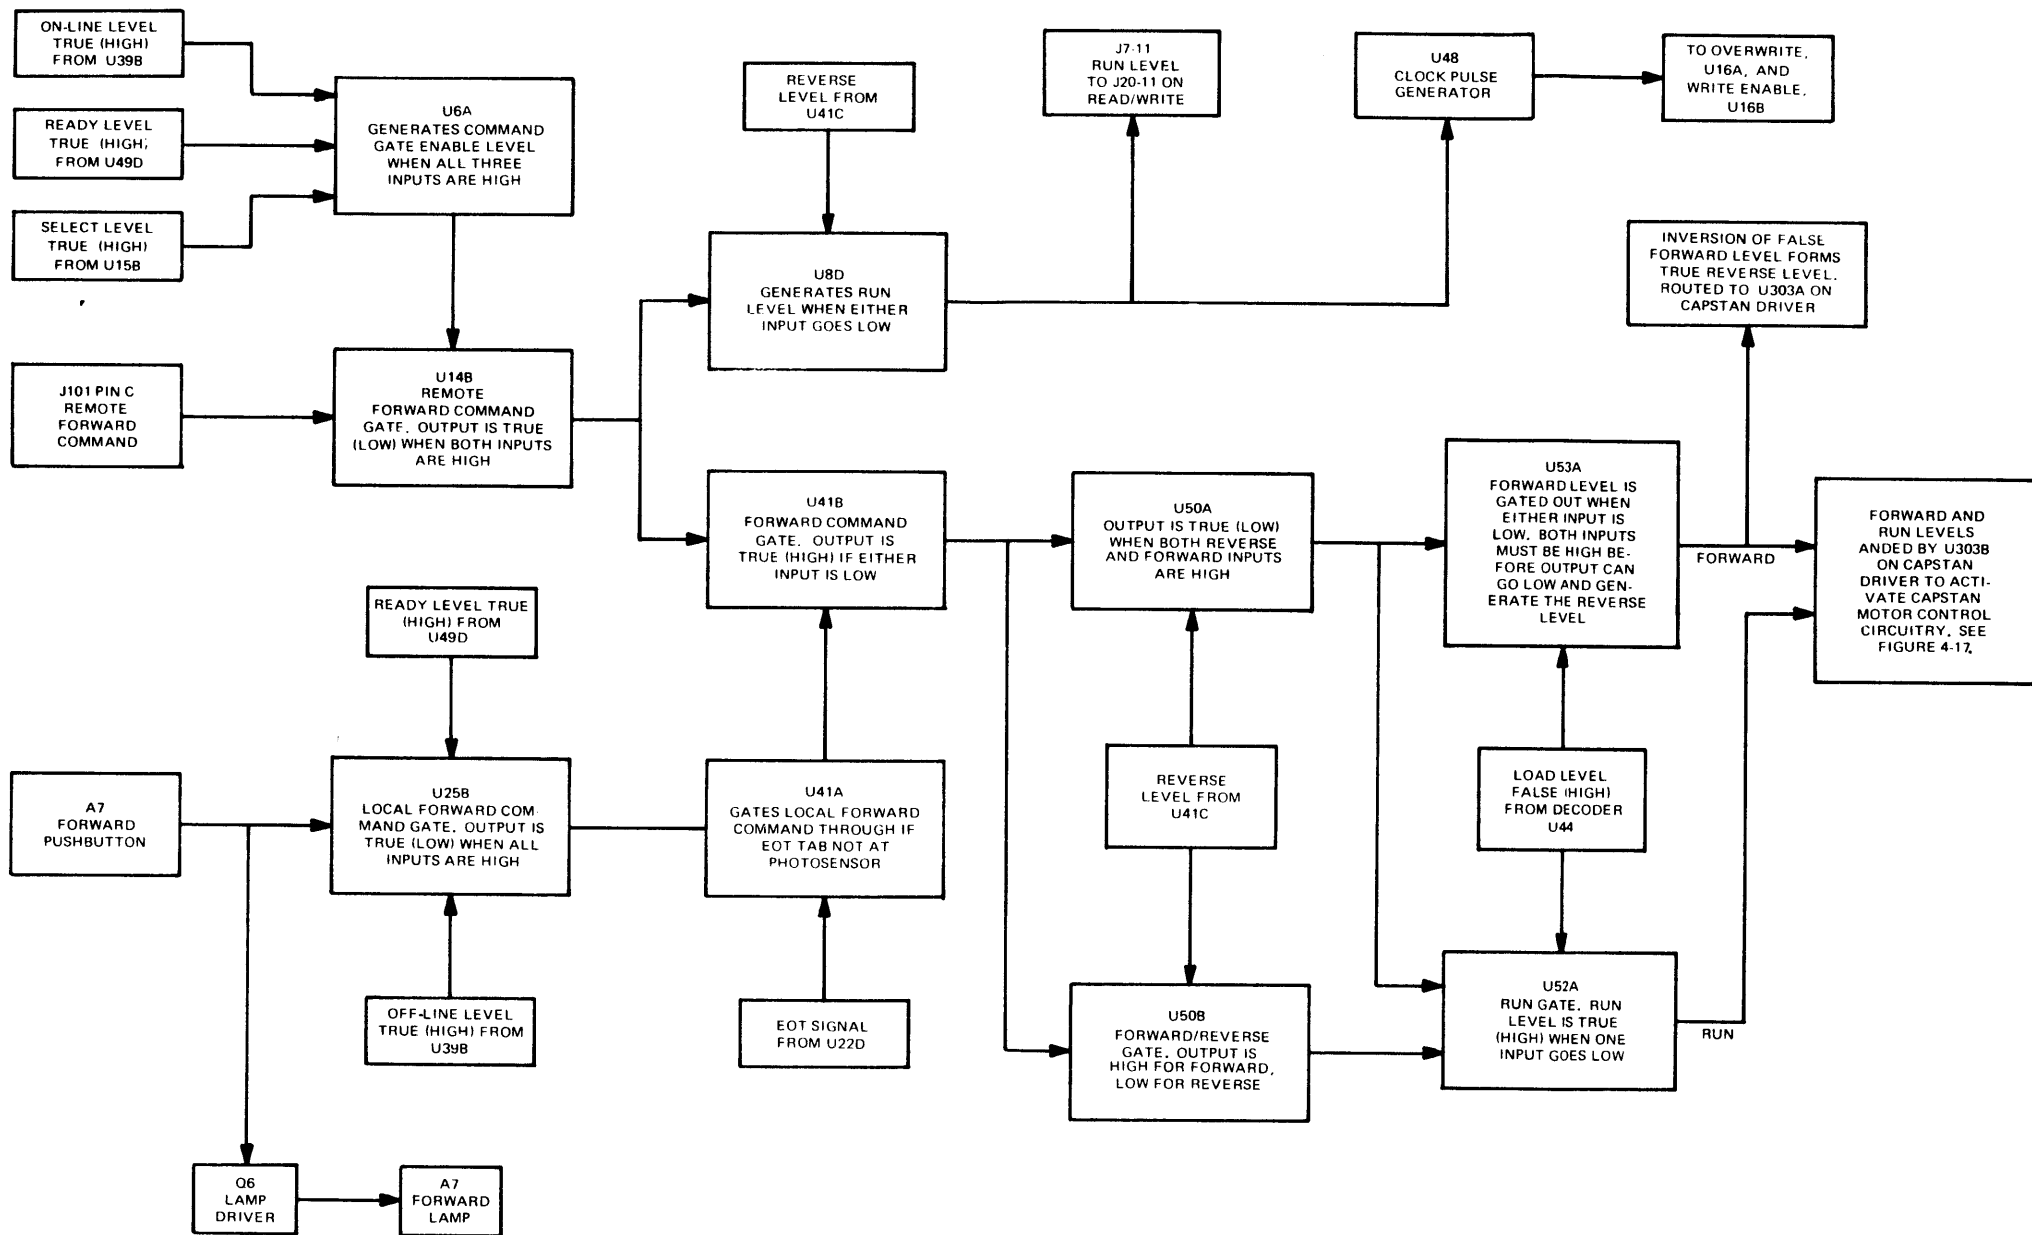 ON-LINE LEVEL
TRUE (HIGH)
FROM U39B
READY LEVEL
TRUE (HIGH;
FROM U49D
SELECT LEVEL
TRUE (HIGH)
FROM U15B
U6A
GENERATES COMMAND
GATE ENABLE LEVEL
WHEN ALL THREE
INPUTS ARE HIGH
REVERSE
LEVEL FROM
U41C
J7-11
RUN LEVEL
TO J20-11 ON
READ/WRITE
U48
CLOCK PULSE
GENERATOR
TO OVERWRITE,
U16A, AND
WRITE ENABLE,
U16B
U8D
GENERATES RUN
LEVEL WHEN EITHER
INPUT GOES LOW
INVERSION OF FALSE
FORWARD LEVEL FORMS
TRUE REVERSE LEVEL.
ROUTED TO U303A ON
CAPSTAN DRIVER
J101 PIN C
REMOTE
FORWARD
COMMAND
U14B
REMOTE
FORWARD COMMAND
GATE. OUTPUT IS TRUE
(LOW) WHEN BOTH INPUTS
ARE HIGH
U41B
FORWARD COMMAND
GATE. OUTPUT IS
TRUE (HIGH) IF EITHER
INPUT IS LOW
U50A
OUTPUT IS TRUE (LOW)
WHEN BOTH REVERSE
AND FORWARD INPUTS
ARE HIGH
U53A
FORWARD LEVEL IS
GATED OUT WHEN
EITHER INPUT IS
LOW. BOTH INPUTS
MUST BE HIGH BE-
FORE OUTPUT CAN
GO LOW AND GEN-
ERATE THE REVERSE
LEVEL
FORWARD
FORWARD AND
RUN LEVELS
ANDED BY U303B
ON CAPSTAN
DRIVER TO ACTI-
VATE CAPSTAN
MOTOR CONTROL
CIRCUITRY. SEE
FIGURE 4-17.
READY LEVEL TRUE
(HIGH) FROM
U49D
A7
FORWARD
PUSHBUTTON
U25B
LOCAL FORWARD COM-
MAND GATE. OUTPUT IS
TRUE (LOW) WHEN ALL
INPUTS ARE HIGH
U41A
GATES LOCAL FORWARD
COMMAND THROUGH IF
EOT TAB NOT AT
PHOTOSENSOR
REVERSE
LEVEL FROM
U41C
LOAD LEVEL
FALSE (HIGH)
FROM DECODER
U44
OFF-LINE LEVEL
TRUE (HIGH) FROM
U39B
EOT SIGNAL
FROM U22D
U50B
FORWARD/REVERSE
GATE. OUTPUT IS
HIGH FOR FORWARD,
LOW FOR REVERSE
U52A
RUN GATE. RUN
LEVEL IS TRUE
(HIGH) WHEN ONE
INPUT GOES LOW
RUN
Q6
LAMP
DRIVER
A7
FORWARD
LAMP